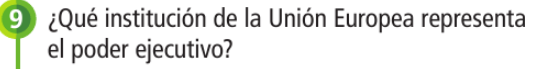 9 ¿Qué institución de la Unión Europea representa
el poder ejecutivo?